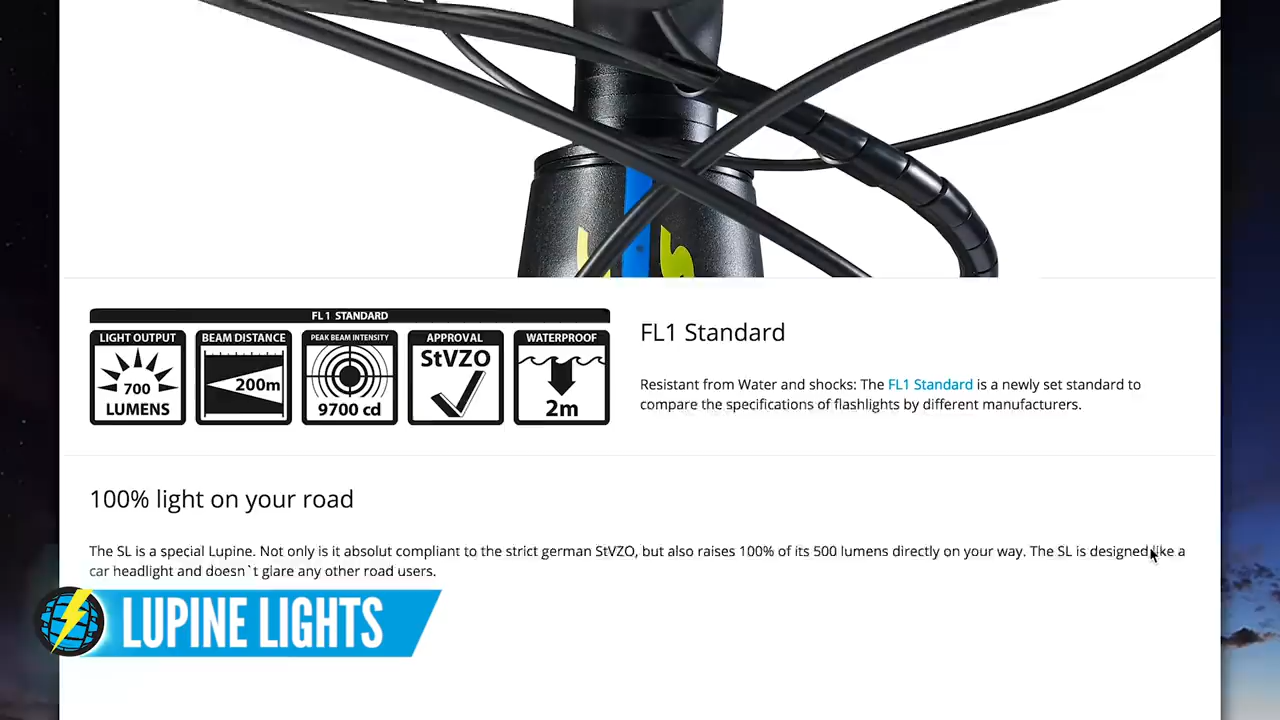 FL1 STANDARD
LIGHT OUTPUT
700
LUMENS
BEAM DISTANCE
200m
PEAK BEAM INTENSITY
9700 cd
APPROVAL
StVZO
WATERPROOF
2m
FL1 Standard
Resistant from Water and shocks: The FL1 Standard is a newly set standard to
compare the specifications of flashlights by different manufacturers.
100% light on your road
The SL is a special Lupine. Not only is it absolut compliant to the strict german StVZO, but also raises 100% of its 500 lumens directly on your way. The SL is designed like a
car headlight and doesn`t glare any other road users.
LUPINE LIGHTS